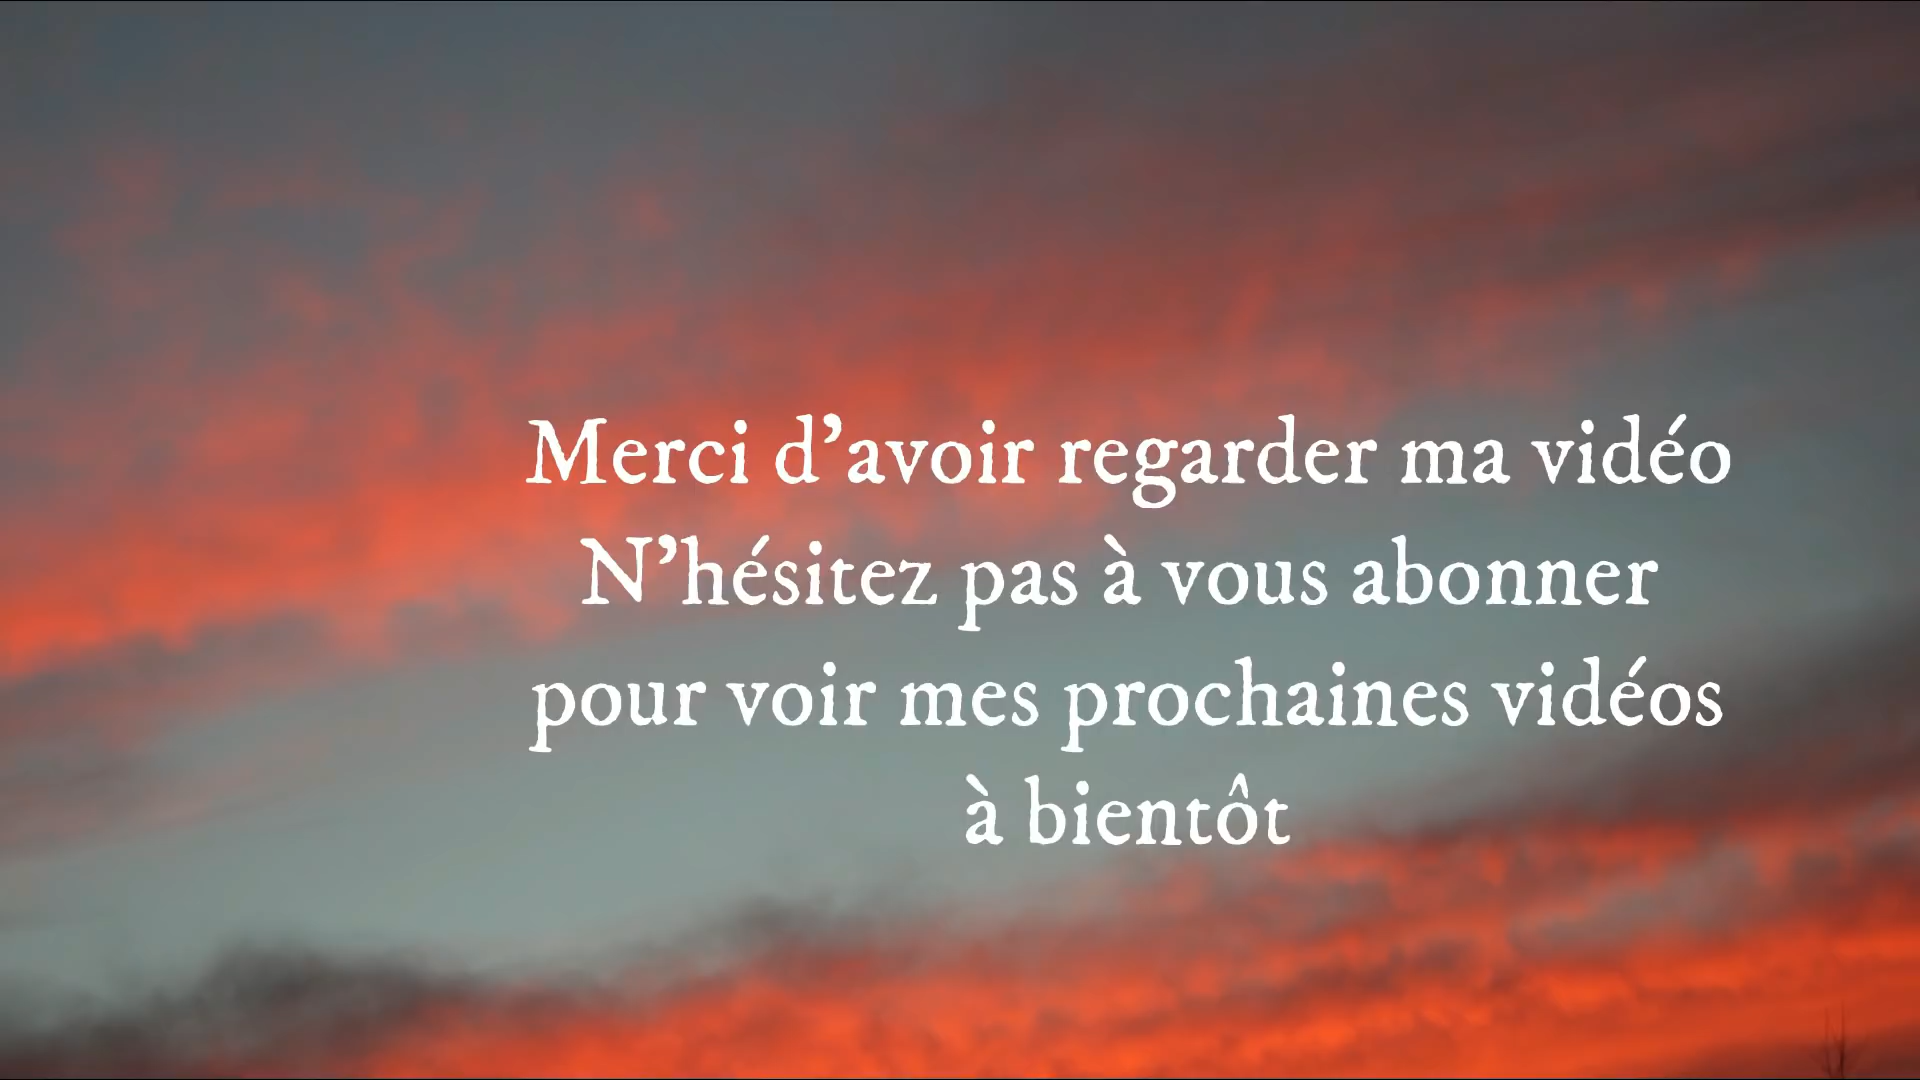 Merci d’avoir regarder ma vidéo
N’hésitez pas à vous abonner
pour voir mes prochaines vidéos
à bientôt